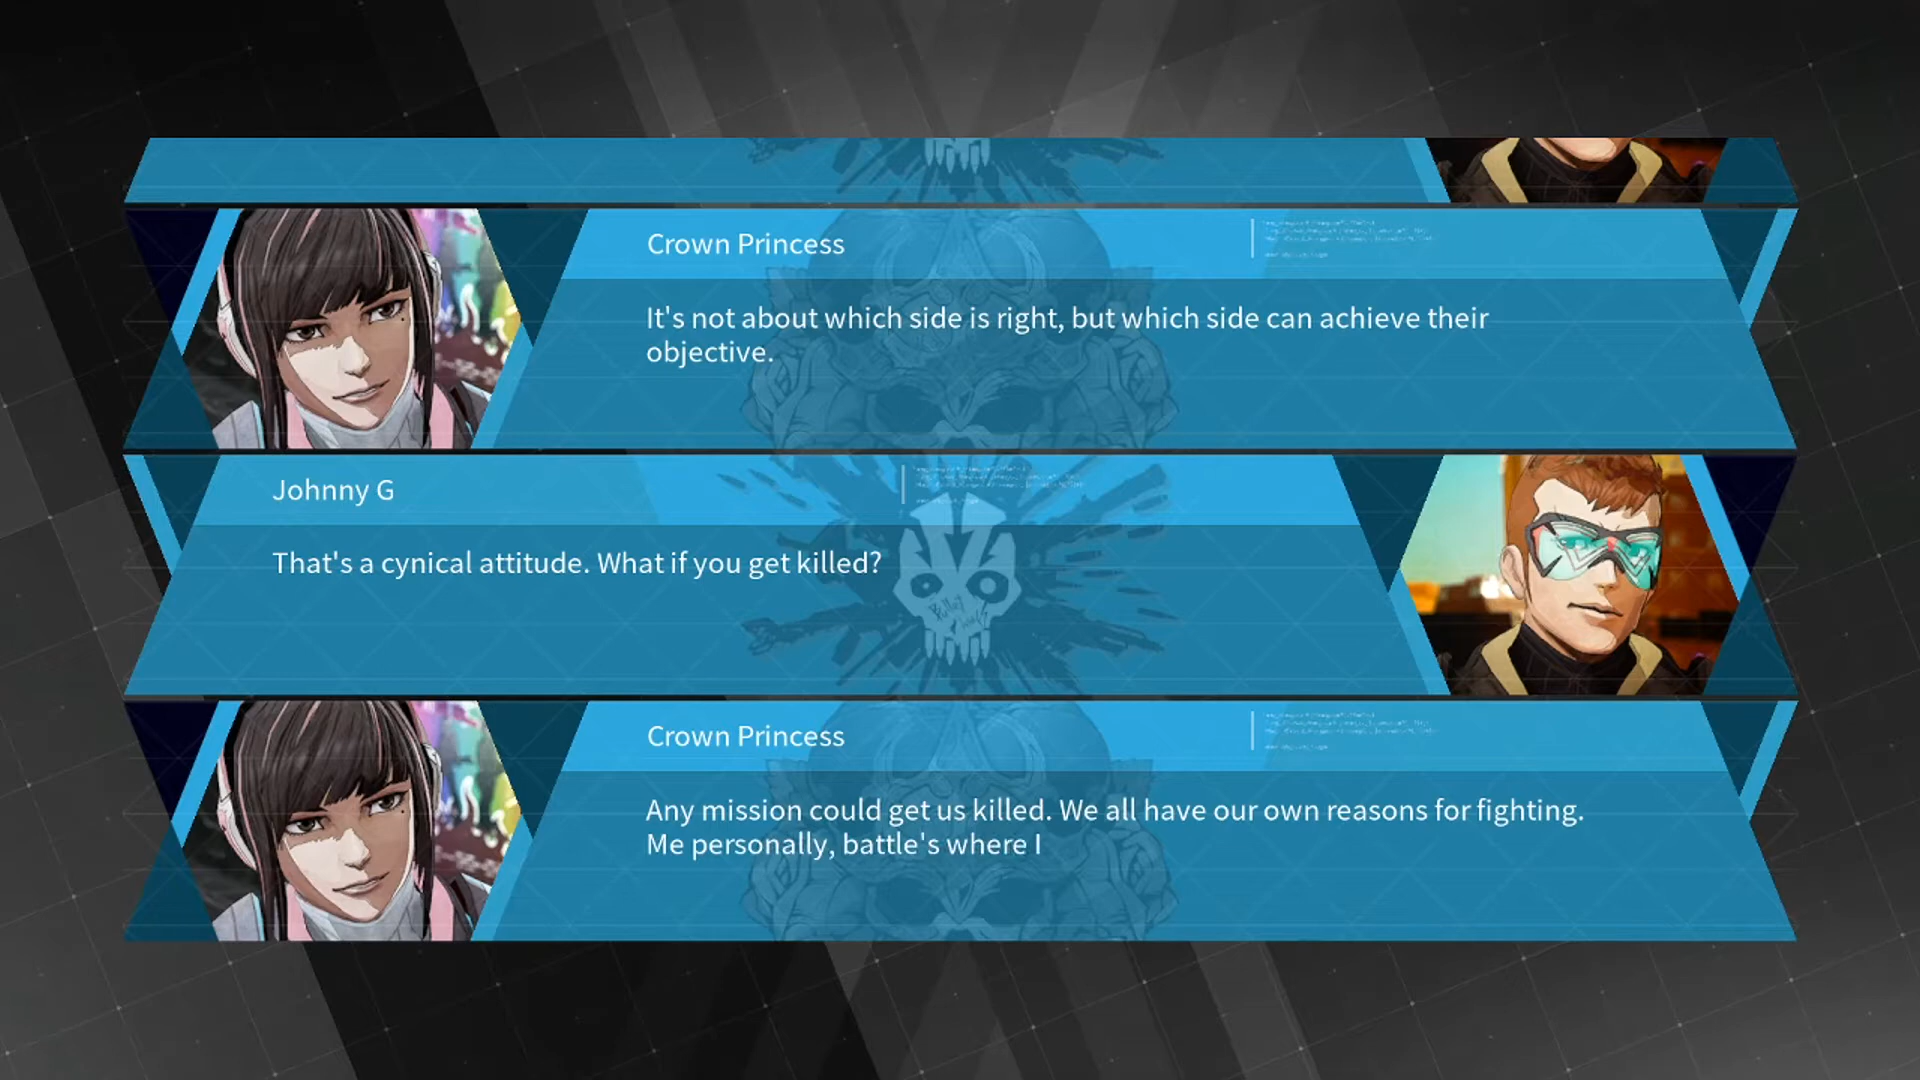 Crown Princess
It's not about which side is right, but which side can achieve their
objective.
Johnny G
That's a cynical attitude. What if you get killed?
Crown Princess
Any mission could get us killed. We all have our own reasons for fighting.
Me personally, battle's where I